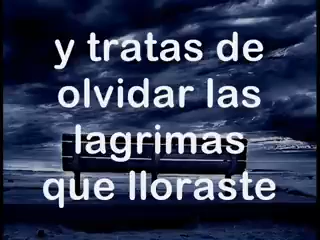 y tratas de
olvidar las
lagrimas
que lloraste